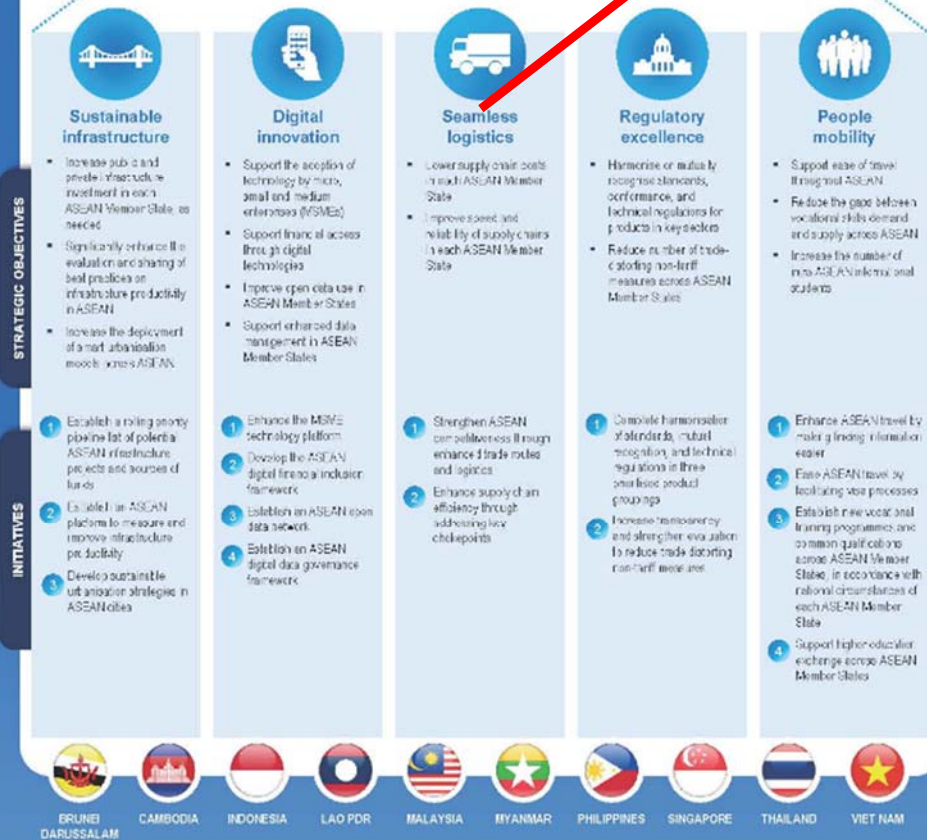 Sustainable
infrastructure
Increase public and
private infrastructure
investment in each
ASEAN Member State, as
needed
Significantly enhance the
evaluation and sharing of
best practices on
infrastructure productivity
in ASEAN
Increase the deployment
of smart urbanisation
models across ASEAN
Digital
innovation
Support the adoption of
technology by micro,
small and medium
enterprises (MSMEs)
Support financial access
through digital
technologies
Improve open data use in
ASEAN Member States
Support enhanced data
management in ASEAN
Member States
Seamless
logistics
Lower supply chain costs
in each ASEAN Member
State
Improve speed and
reliability of supply chains
in each ASEAN Member
State
Regulatory
excellence
Harmonise or mutually
recognise standards,
conformance, and
technical regulations for
products in key sectors
Reduce number of trade-
distorting non-tariff
measures across ASEAN
Member States
People
mobility
Support ease of travel
throughout ASEAN
Reduce the gaps between
vocational skills demand
and supply across ASEAN
Increase the number of
intra-ASEAN international
students
STRATEGIC OBJECTIVES
INITIATIVES
1 Establish a rolling priority
pipeline list of potential
ASEAN infrastructure
projects and sources of
funds
2 Establish an ASEAN
platform to measure and
improve infrastructure
productivity
3 Develop sustainable
urbanisation strategies in
ASEAN cities
1 Enhance the MSME
technology platform
2 Develop the ASEAN
digital financial inclusion
framework
3 Establish an ASEAN open
data network
4 Establish an ASEAN
digital data governance
framework
1 Strengthen ASEAN
competitiveness through
enhanced trade routes
and logistics
2 Enhance supply chain
efficiency through
addressing key
chokepoints
1 Complete harmonisation
of standards, mutual
recognition, and technical
regulations in three
prioritised product
groupings
2 Increase transparency
and strengthen evaluation
to reduce trade distorting
non-tariff measures
1 Enhance ASEAN travel by
making finding information
easier
2 Ease ASEAN travel by
facilitating visa processes
3 Establish new vocational
training programmes and
common qualifications
across ASEAN Member
States, in accordance with
national circumstances of
each ASEAN Member
State
4 Support higher education
exchange across ASEAN
Member States
BRUNEI
DARUSSALAM
CAMBODIA
INDONESIA
LAO PDR
MALAYSIA
MYANMAR
PHILIPPINES
SINGAPORE
THAILAND
VIET NAM